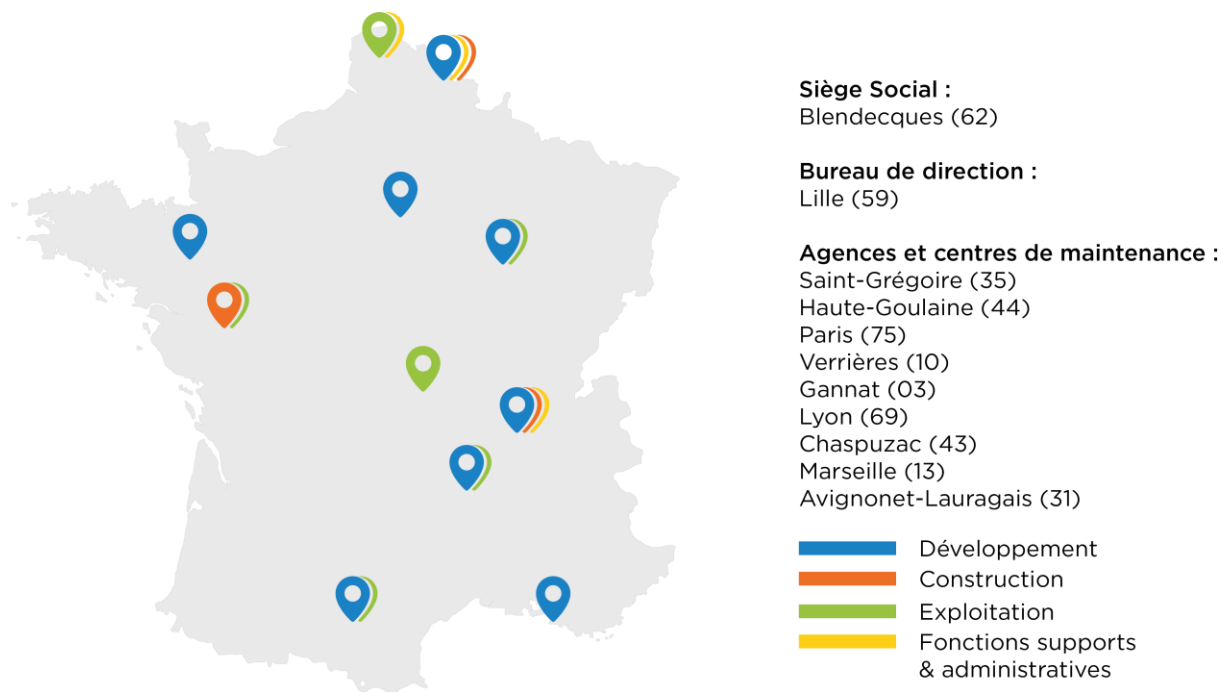 Siège Social :
Blendecques (62)
Bureau de direction :
Lille (59)
Agences et centres de maintenance :
Saint-Grégoire (35)
Haute-Goulaine (44)
Paris (75)
Verrières (10)
Gannat (03)
Lyon (69)
Chaspuzac (43)
Marseille (13)
Avignonet-Lauragais (31)
Développement
Construction
Exploitation
Fonctions supports
& administratives